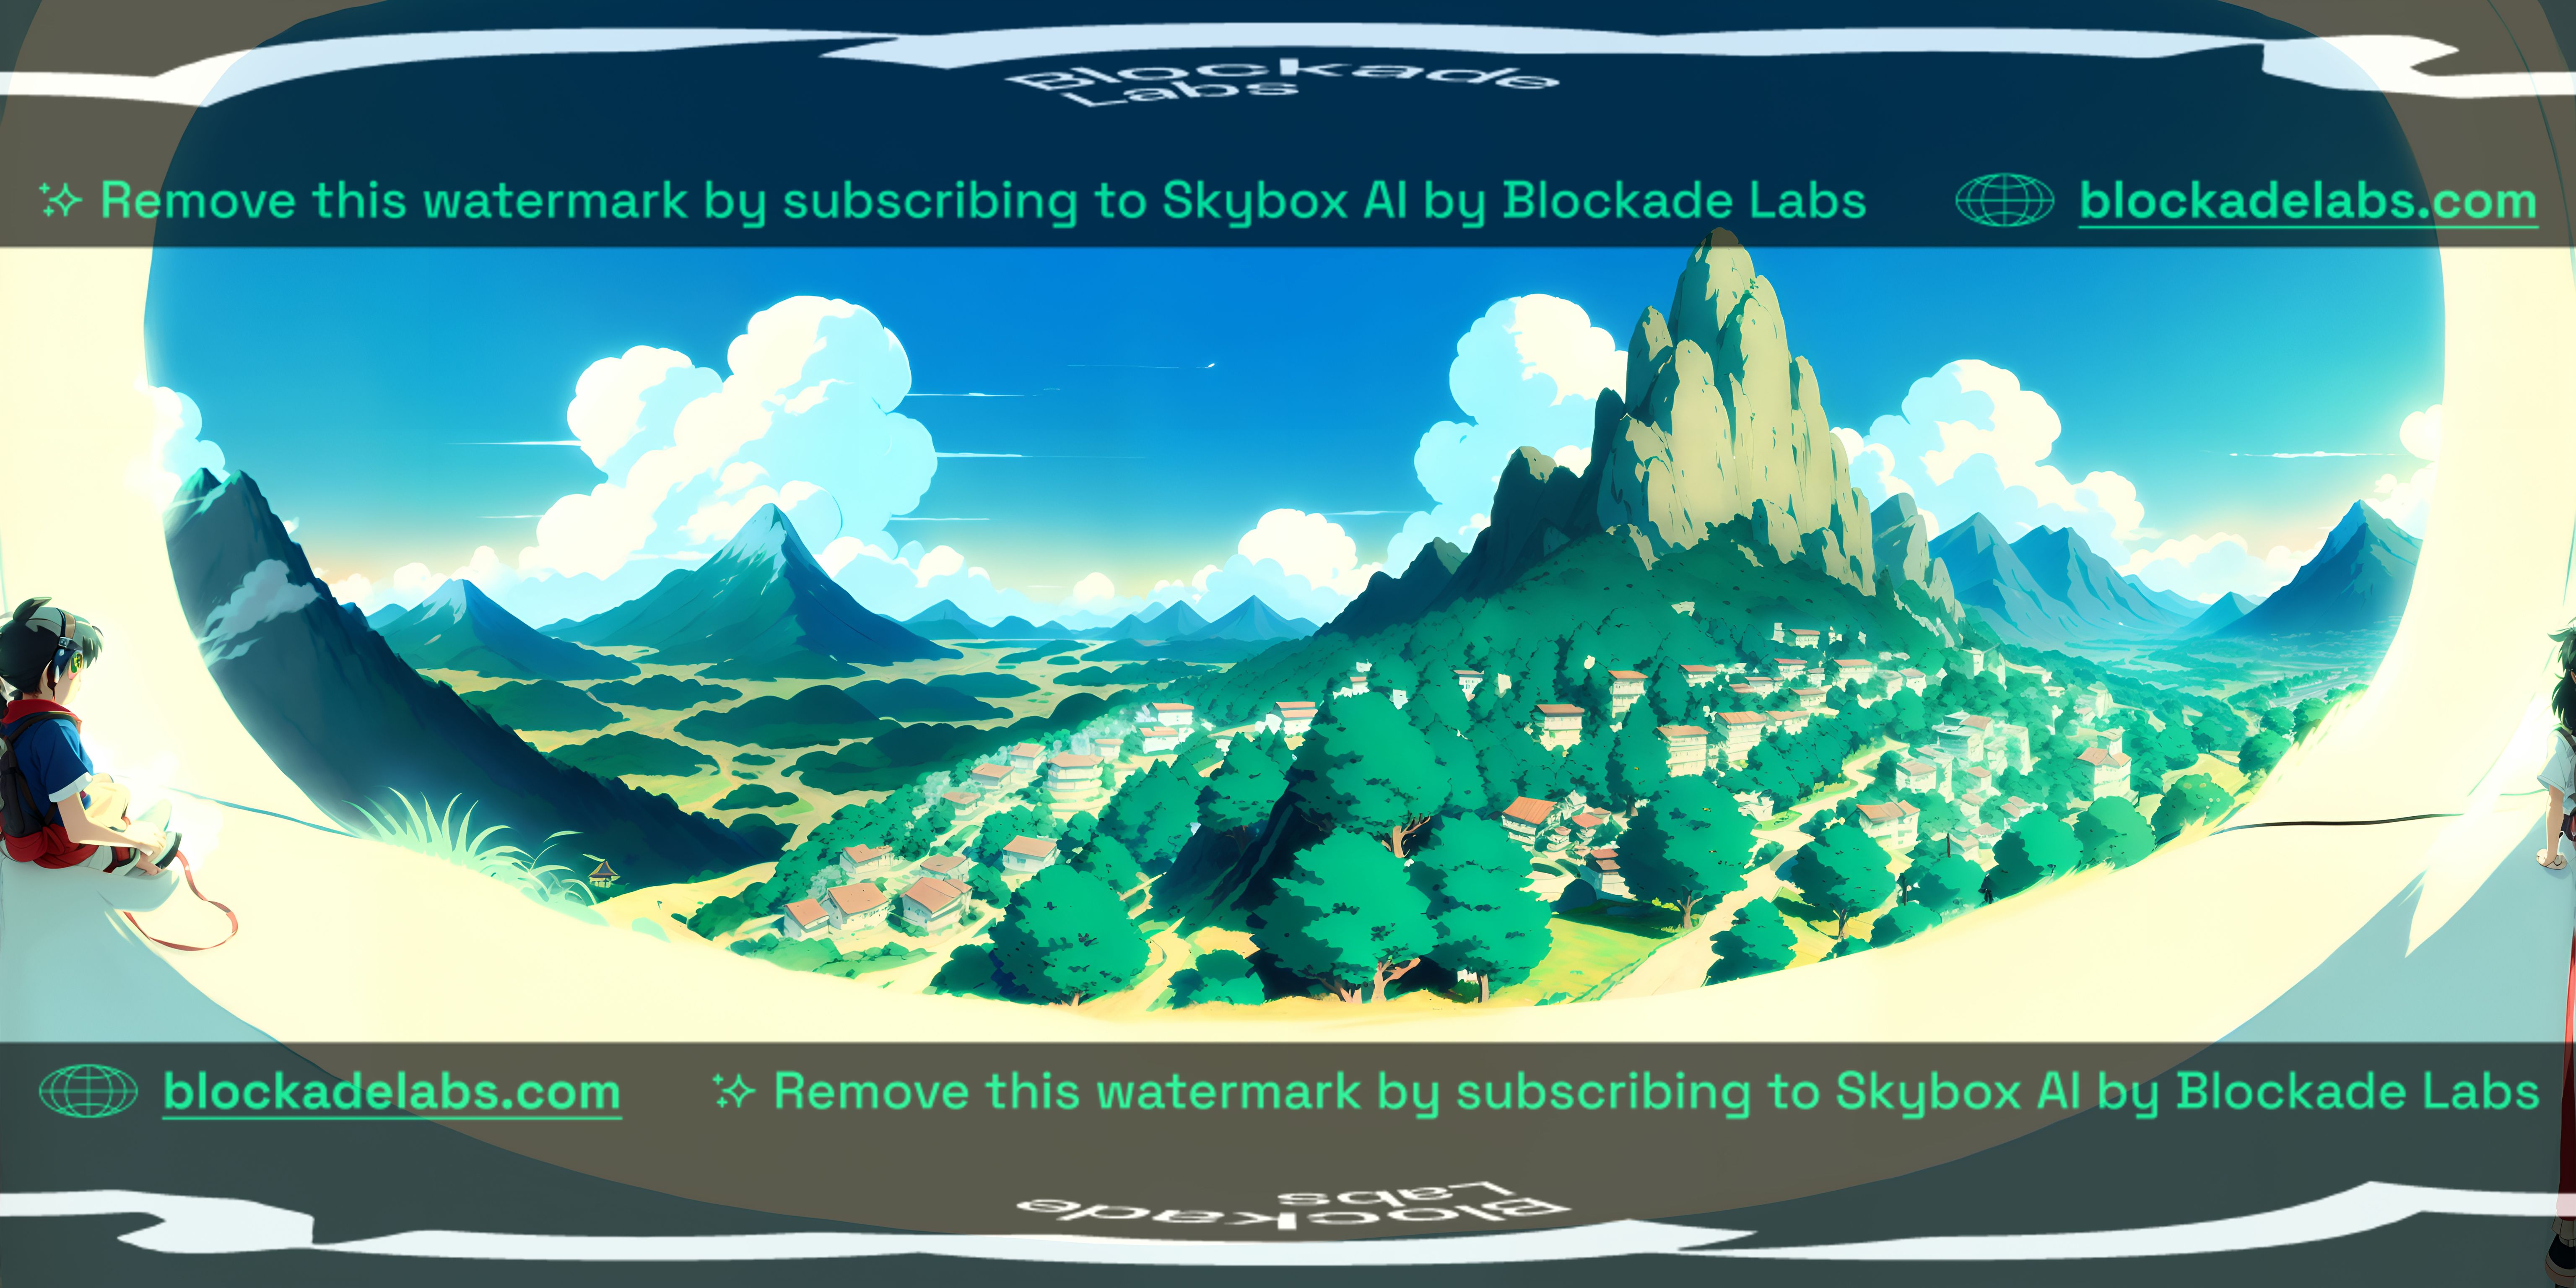 Blockade
Labs
Remove this watermark by subscribing to Skybox AI by Blockade Labs
blockadelabs.com
blockadelabs.com
Remove this watermark by subscribing to Skybox AI by Blockade Labs
Labs
Blockade